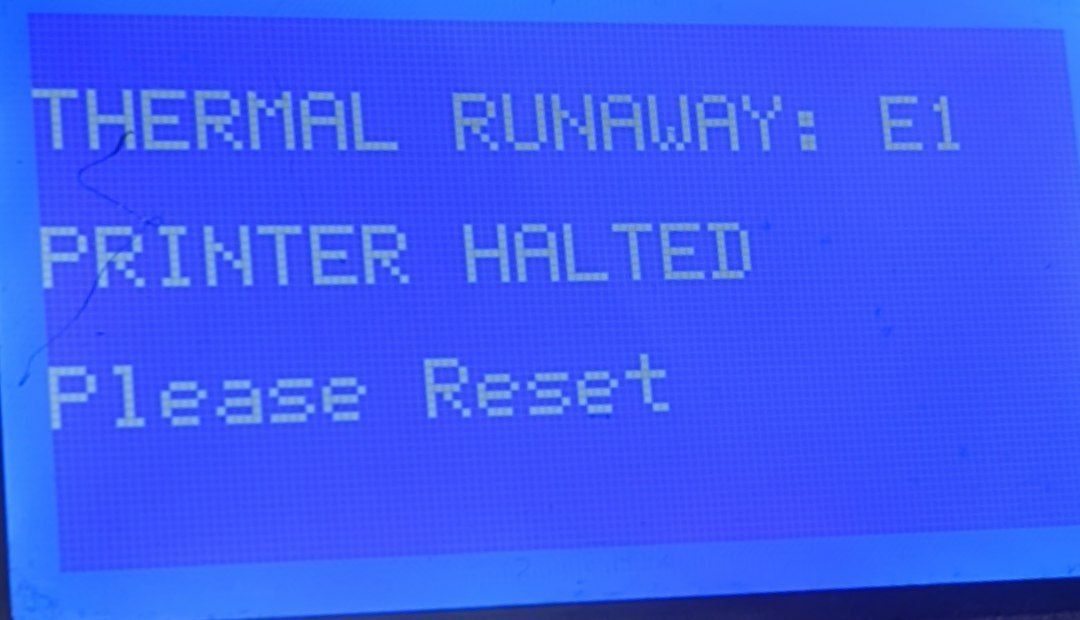 THERMAL RUNAWAY: E1
PRINTER HALTED
Please Reset